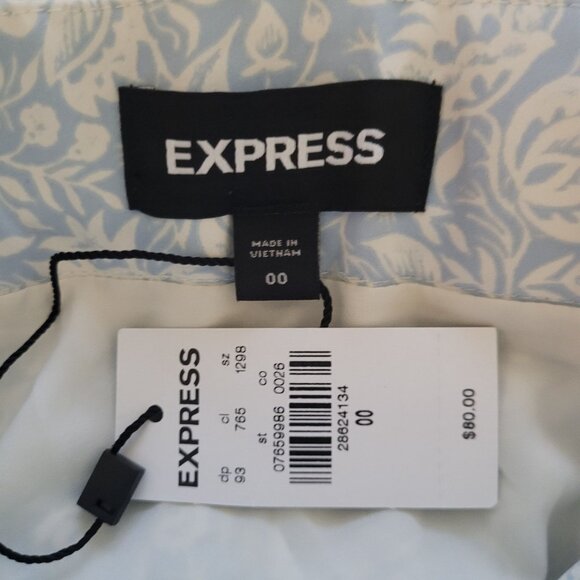 EXPRESS
MADE IN
VIETNAM
00
EXPRESS
dp cl sz
93 765 1298
st co
07659986 0026
28624134
00
$80.00